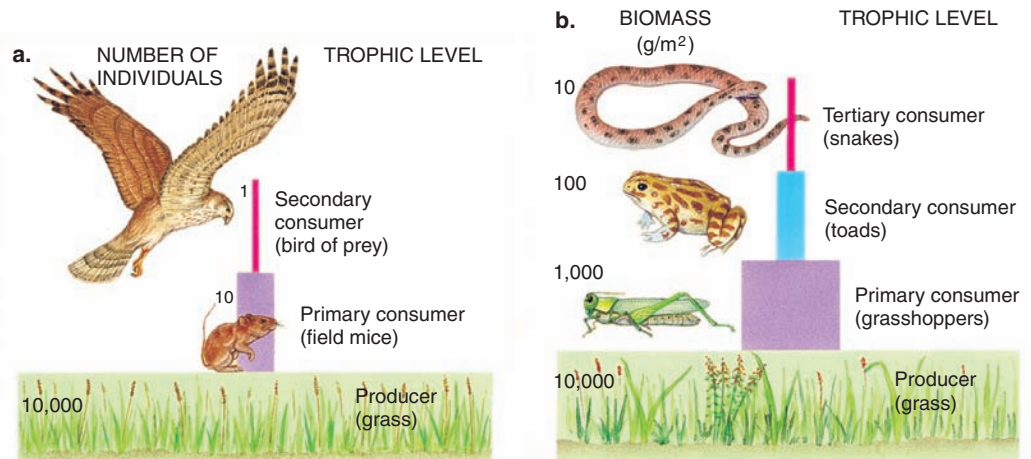 a.
NUMBER OF
INDIVIDUALS
TROPHIC LEVEL
1
Secondary
consumer
(bird of prey)
10
Primary consumer
(field mice)
10,000
Producer
(grass)
b.
BIOMASS
(g/m²)
TROPHIC LEVEL
10
Tertiary consumer
(snakes)
100
Secondary consumer
(toads)
1,000
Primary consumer
(grasshoppers)
10,000
Producer
(grass)